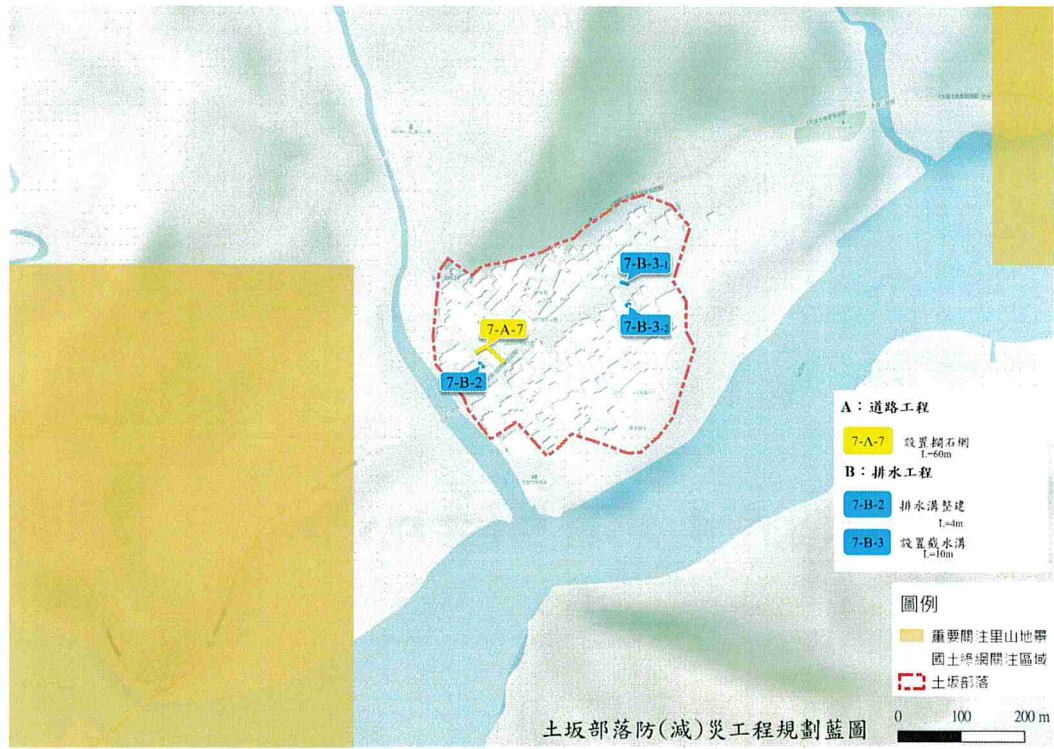 7-B-3-1
7-B-3-2
7-A-7
7-B-2
A：道路工程
7-A-7 設置攔石網
L=60m
B：排水工程
7-B-2 排水溝整建
L=4m
7-B-3 設置截水溝
L=10m
圖例
重要關注里山地景
國土綠網關注區域
土坂部落
土坂部落防(減)災工程規劃藍圖
0 100 200 m